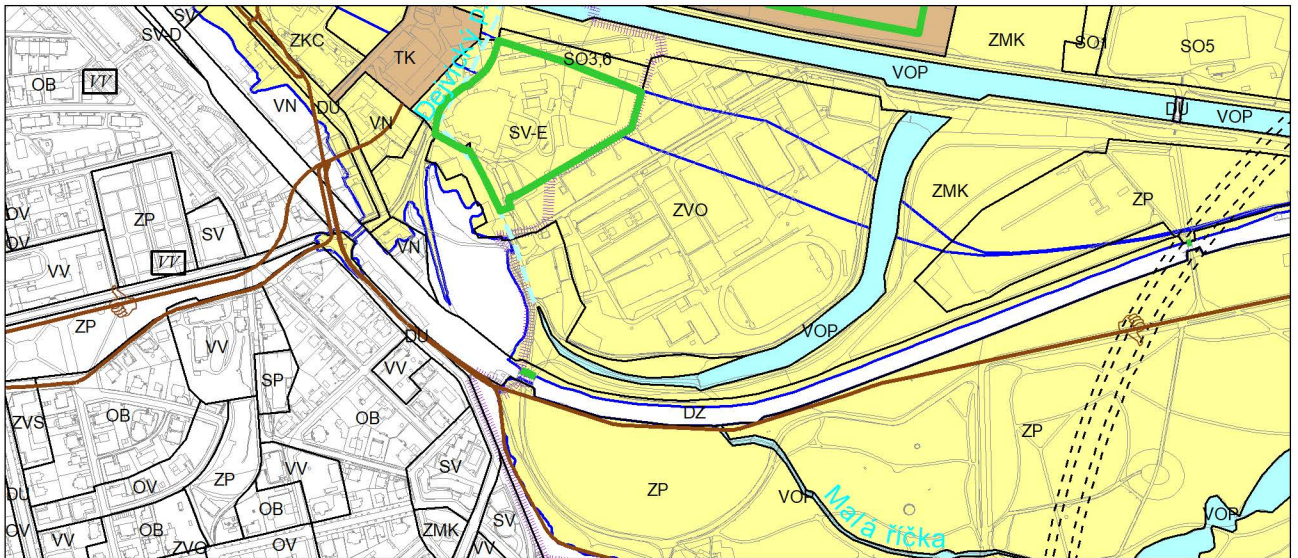 SV
SV-D
ZKC
TK
SO3,6
ZMK
SO1
SO5
OB
VV
VN
DU
VN
Dejvický p.
SV-E
VOP
DU
VOP
OV
OV
ZP
SV
VV
VV
VN
ZVO
ZMK
ZP
ZP
VV
DU
VOP
SP
VV
OB
DZ
ZVS
OB
ZP
OV
VV
SV
ZP
ZP
DU
OV
VV
OB
ZVO
OB
OV
ZMK
VV
SV
VOP
Malá říčka
VOP